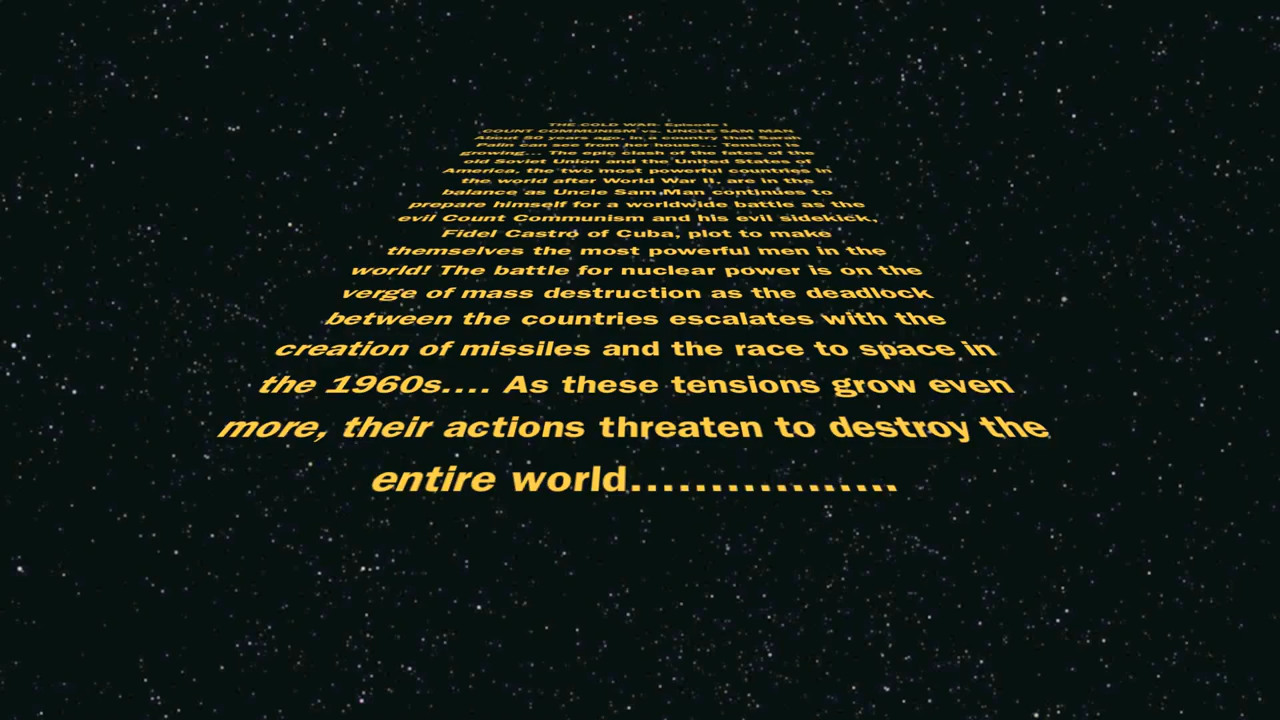 THE COLD WAR: Episode I
COUNT COMMUNISM vs. UNCLE SAM MAN
About 50 years ago, in a country that Sarah
Palin can see from her house... Tension is
growing... The epic clash of the fates of the
old Soviet Union and the United States of
America, the two most powerful countries in
the world after World War II, are in the
balance as Uncle Sam Man continues to
prepare himself for a worldwide battle as the
evil Count Communism and his evil sidekick,
Fidel Castro of Cuba, plot to make
themselves the most powerful men in the
world! The battle for nuclear power is on the
verge of mass destruction as the deadlock
between the countries escalates with the
creation of missiles and the race to space in
the 1960s.... As these tensions grow even
more, their actions threaten to destroy the
entire world.................